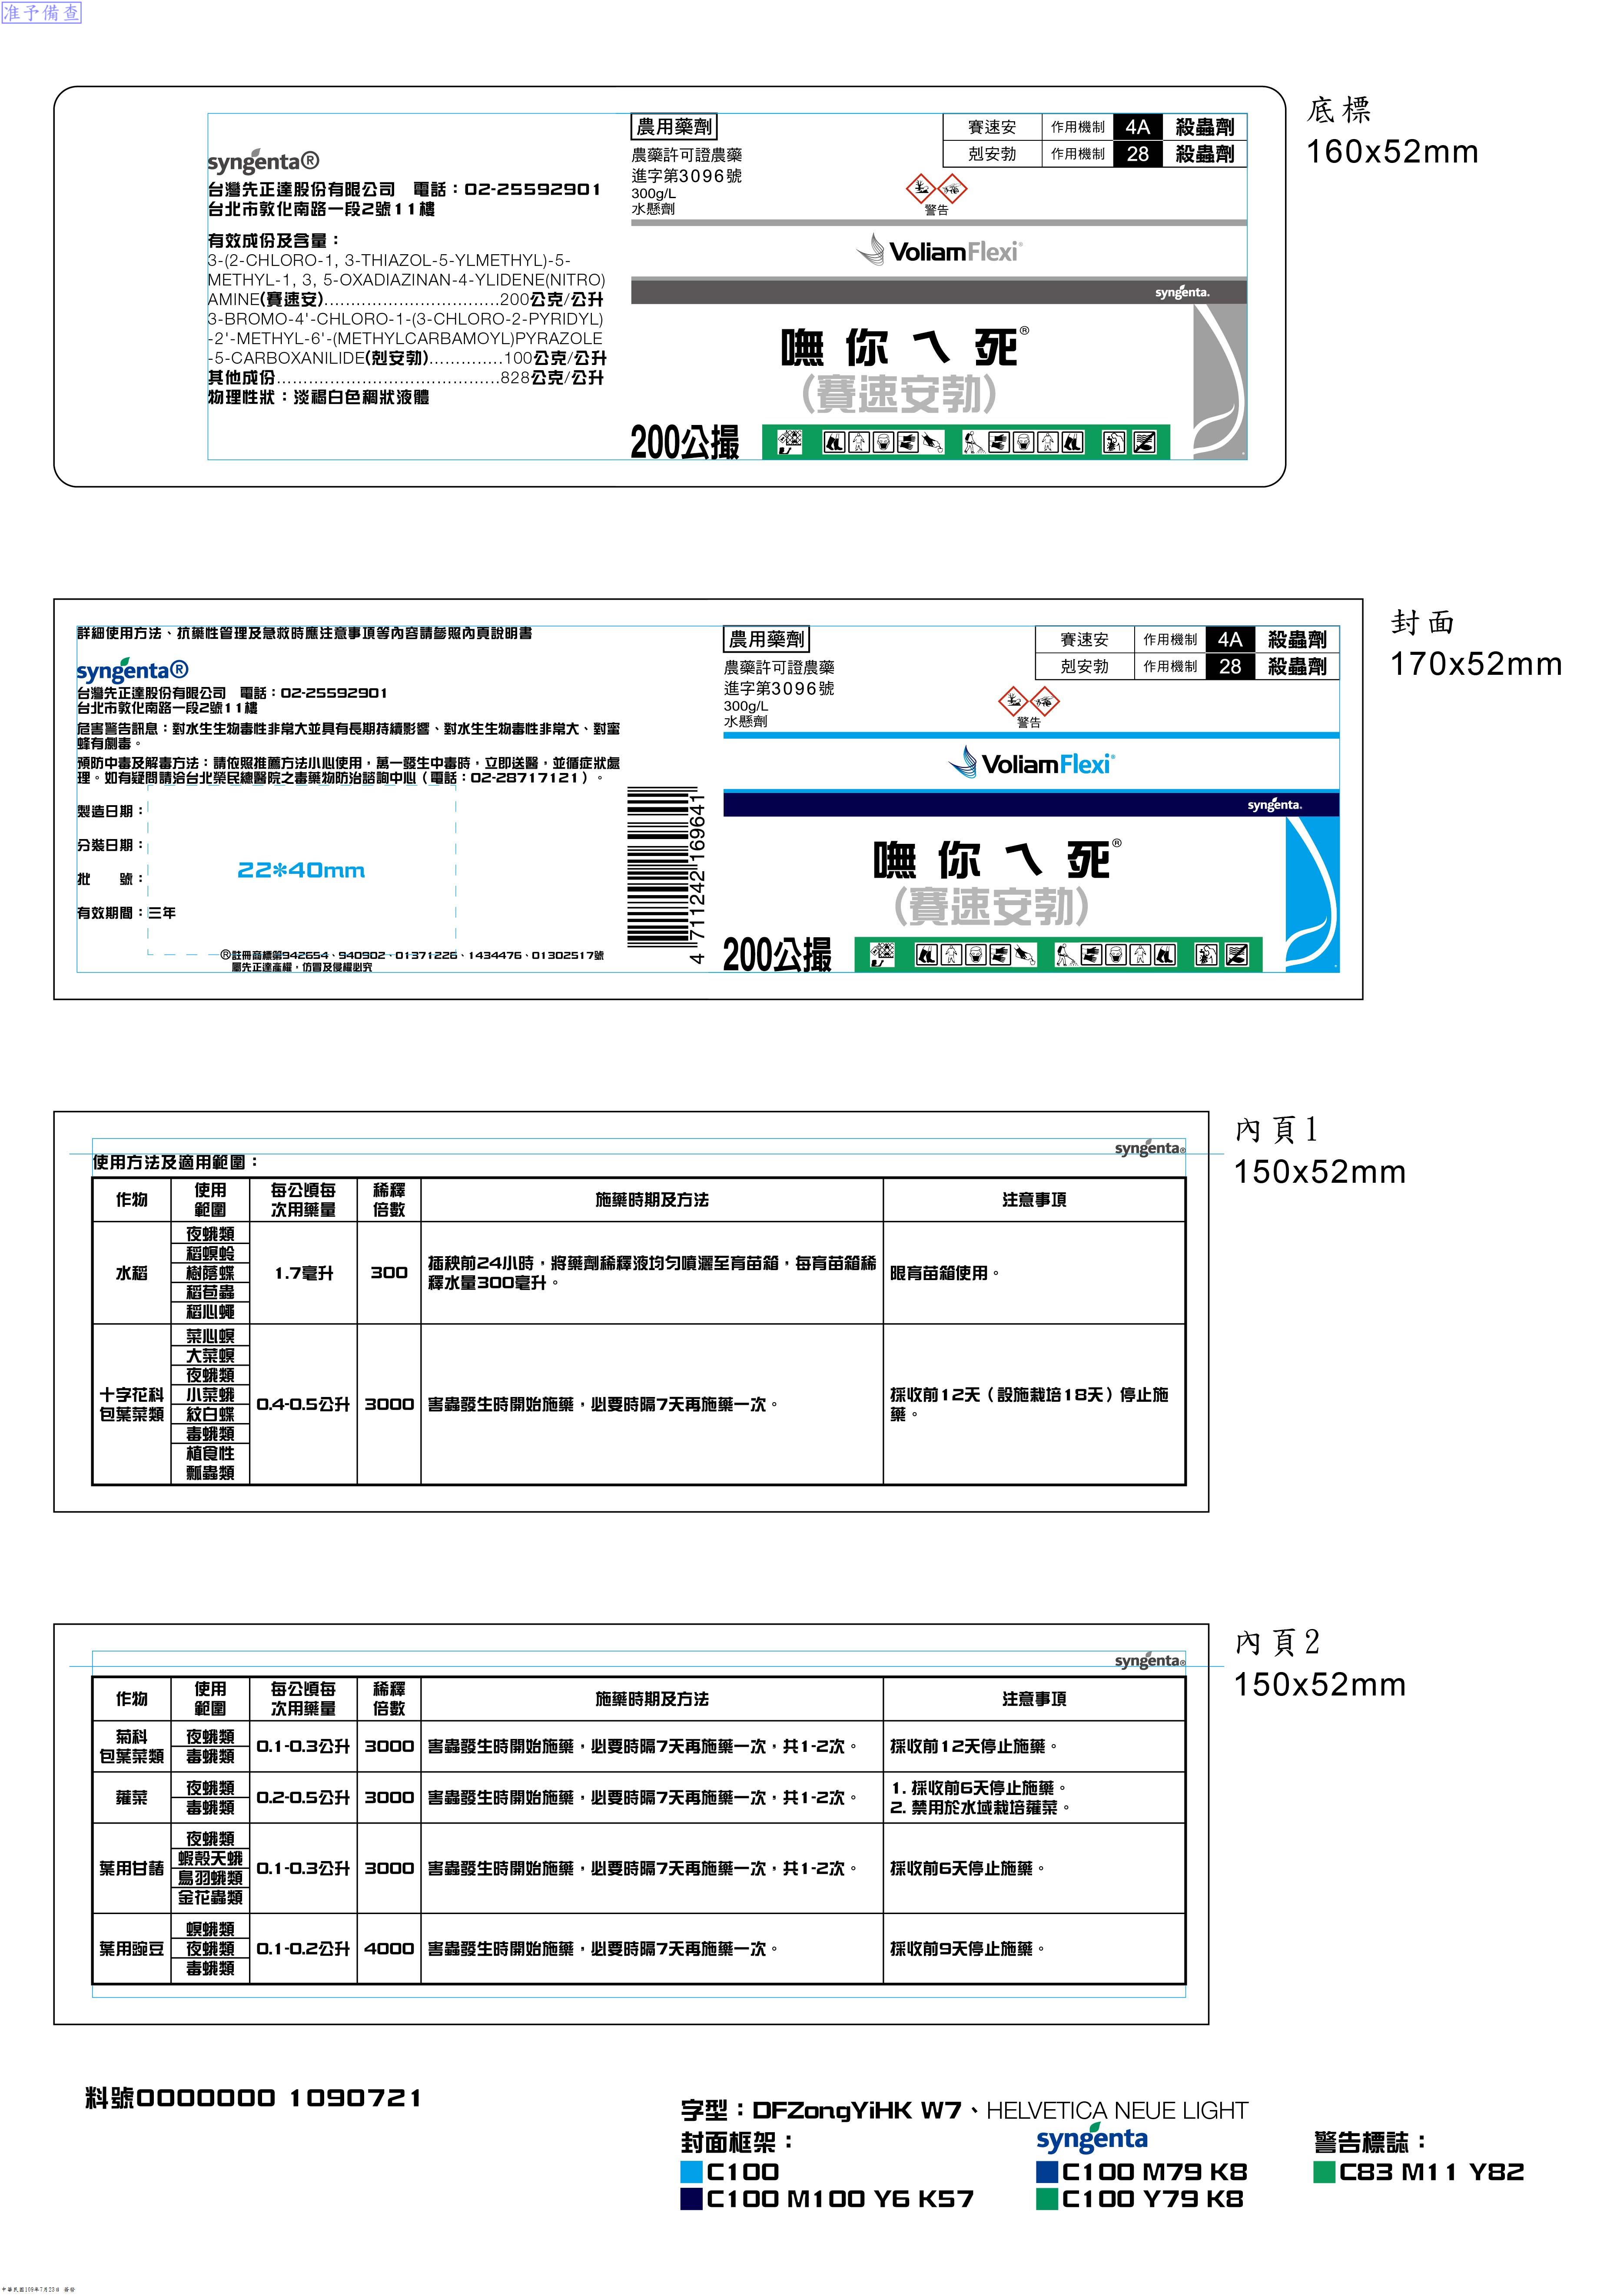 准予備查
底標
160x52mm
syngenta®
台灣先正達股份有限公司　電話：02-25592901
台北市敦化南路一段2號11樓
有效成份及含量：
3-(2-CHLORO-1, 3-THIAZOL-5-YLMETHYL)-5-
METHYL-1, 3, 5-OXADIAZINAN-4-YLIDENE(NITRO)
AMINE(賽速安).................................200公克/公升
3-BROMO-4'-CHLORO-1-(3-CHLORO-2-PYRIDYL)
-2'-METHYL-6'-(METHYLCARBAMOYL)PYRAZOLE
-5-CARBOXANILIDE(剋安勃)..............100公克/公升
其他成份..........................................828公克/公升
物理性狀：淡褐白色稠狀液體
農用藥劑
農藥許可證農藥
進字第3096號
300g/L
水懸劑
賽速安 作用機制 4A 殺蟲劑
剋安勃 作用機制 28 殺蟲劑
警告
VoliamFlexi®
syngenta.
嘸你ㄟ死®
(賽速安勃)
200公撮
封面
170x52mm
詳細使用方法、抗藥性管理及急救時應注意事項等內容請參照內頁說明書
syngenta®
台灣先正達股份有限公司　電話：02-25592901
台北市敦化南路一段2號11樓
危害警告訊息：對水生生物毒性非常大並具有長期持續影響、對水生生物毒性非常大、對蜜
蜂有劇毒。
預防中毒及解毒方法：請依照推薦方法小心使用，萬一發生中毒時，立即送醫，並循症狀處
理。如有疑問請洽台北榮民總醫院之毒藥物防治諮詢中心（電話：02-28717121）。
製造日期：
分裝日期：
批　　號：
有效期間：三年
22*40mm
®註冊商標第942654、940902、01371226、1434476、01302517號
屬先正達產權，仿冒及侵權必究
4 711242 169641
農用藥劑
農藥許可證農藥
進字第3096號
300g/L
水懸劑
賽速安 作用機制 4A 殺蟲劑
剋安勃 作用機制 28 殺蟲劑
警告
VoliamFlexi®
syngenta.
嘸你ㄟ死®
(賽速安勃)
200公撮
內頁1
150x52mm
syngenta®
使用方法及適用範圍：
作物 使用範圍 每公頃每次用藥量 稀釋倍數 施藥時期及方法 注意事項
水稻
夜蛾類
稻螟蛉
樹蔭蝶
稻苞蟲
稻心蠅
1.7毫升 300
插秧前24小時，將藥劑稀釋液均勻噴灑至育苗箱，每育苗箱稀
釋水量300毫升。
限育苗箱使用。
十字花科
包葉菜類
菜心螟
大菜螟
夜蛾類
小菜蛾
紋白蝶
毒蛾類
植食性
瓢蟲類
0.4-0.5公升 3000 害蟲發生時開始施藥，必要時隔7天再施藥一次。
採收前12天（設施栽培18天）停止施
藥。
內頁2
150x52mm
syngenta®
作物 使用範圍 每公頃每次用藥量 稀釋倍數 施藥時期及方法 注意事項
菊科
包葉菜類
夜蛾類
毒蛾類
0.1-0.3公升 3000 害蟲發生時開始施藥，必要時隔7天再施藥一次，共1-2次。 採收前12天停止施藥。
蕹菜
夜蛾類
毒蛾類
0.2-0.5公升 3000 害蟲發生時開始施藥，必要時隔7天再施藥一次，共1-2次。
1. 採收前6天停止施藥。
2. 禁用於水域栽培蕹菜。
葉用甘藷
夜蛾類
蝦殼天蛾
鳥羽蛾類
金花蟲類
0.1-0.3公升 3000 害蟲發生時開始施藥，必要時隔7天再施藥一次，共1-2次。 採收前6天停止施藥。
葉用豌豆
螟蛾類
夜蛾類
毒蛾類
0.1-0.2公升 4000 害蟲發生時開始施藥，必要時隔7天再施藥一次。 採收前9天停止施藥。
料號0000000 1090721
字型：DFZongYiHK W7、HELVETICA NEUE LIGHT
封面框架：
C100
C100 M100 Y6 K57
syngenta
C100 M79 K8
C100 Y79 K8
警告標誌：
C83 M11 Y82
中華民國109年7月23日